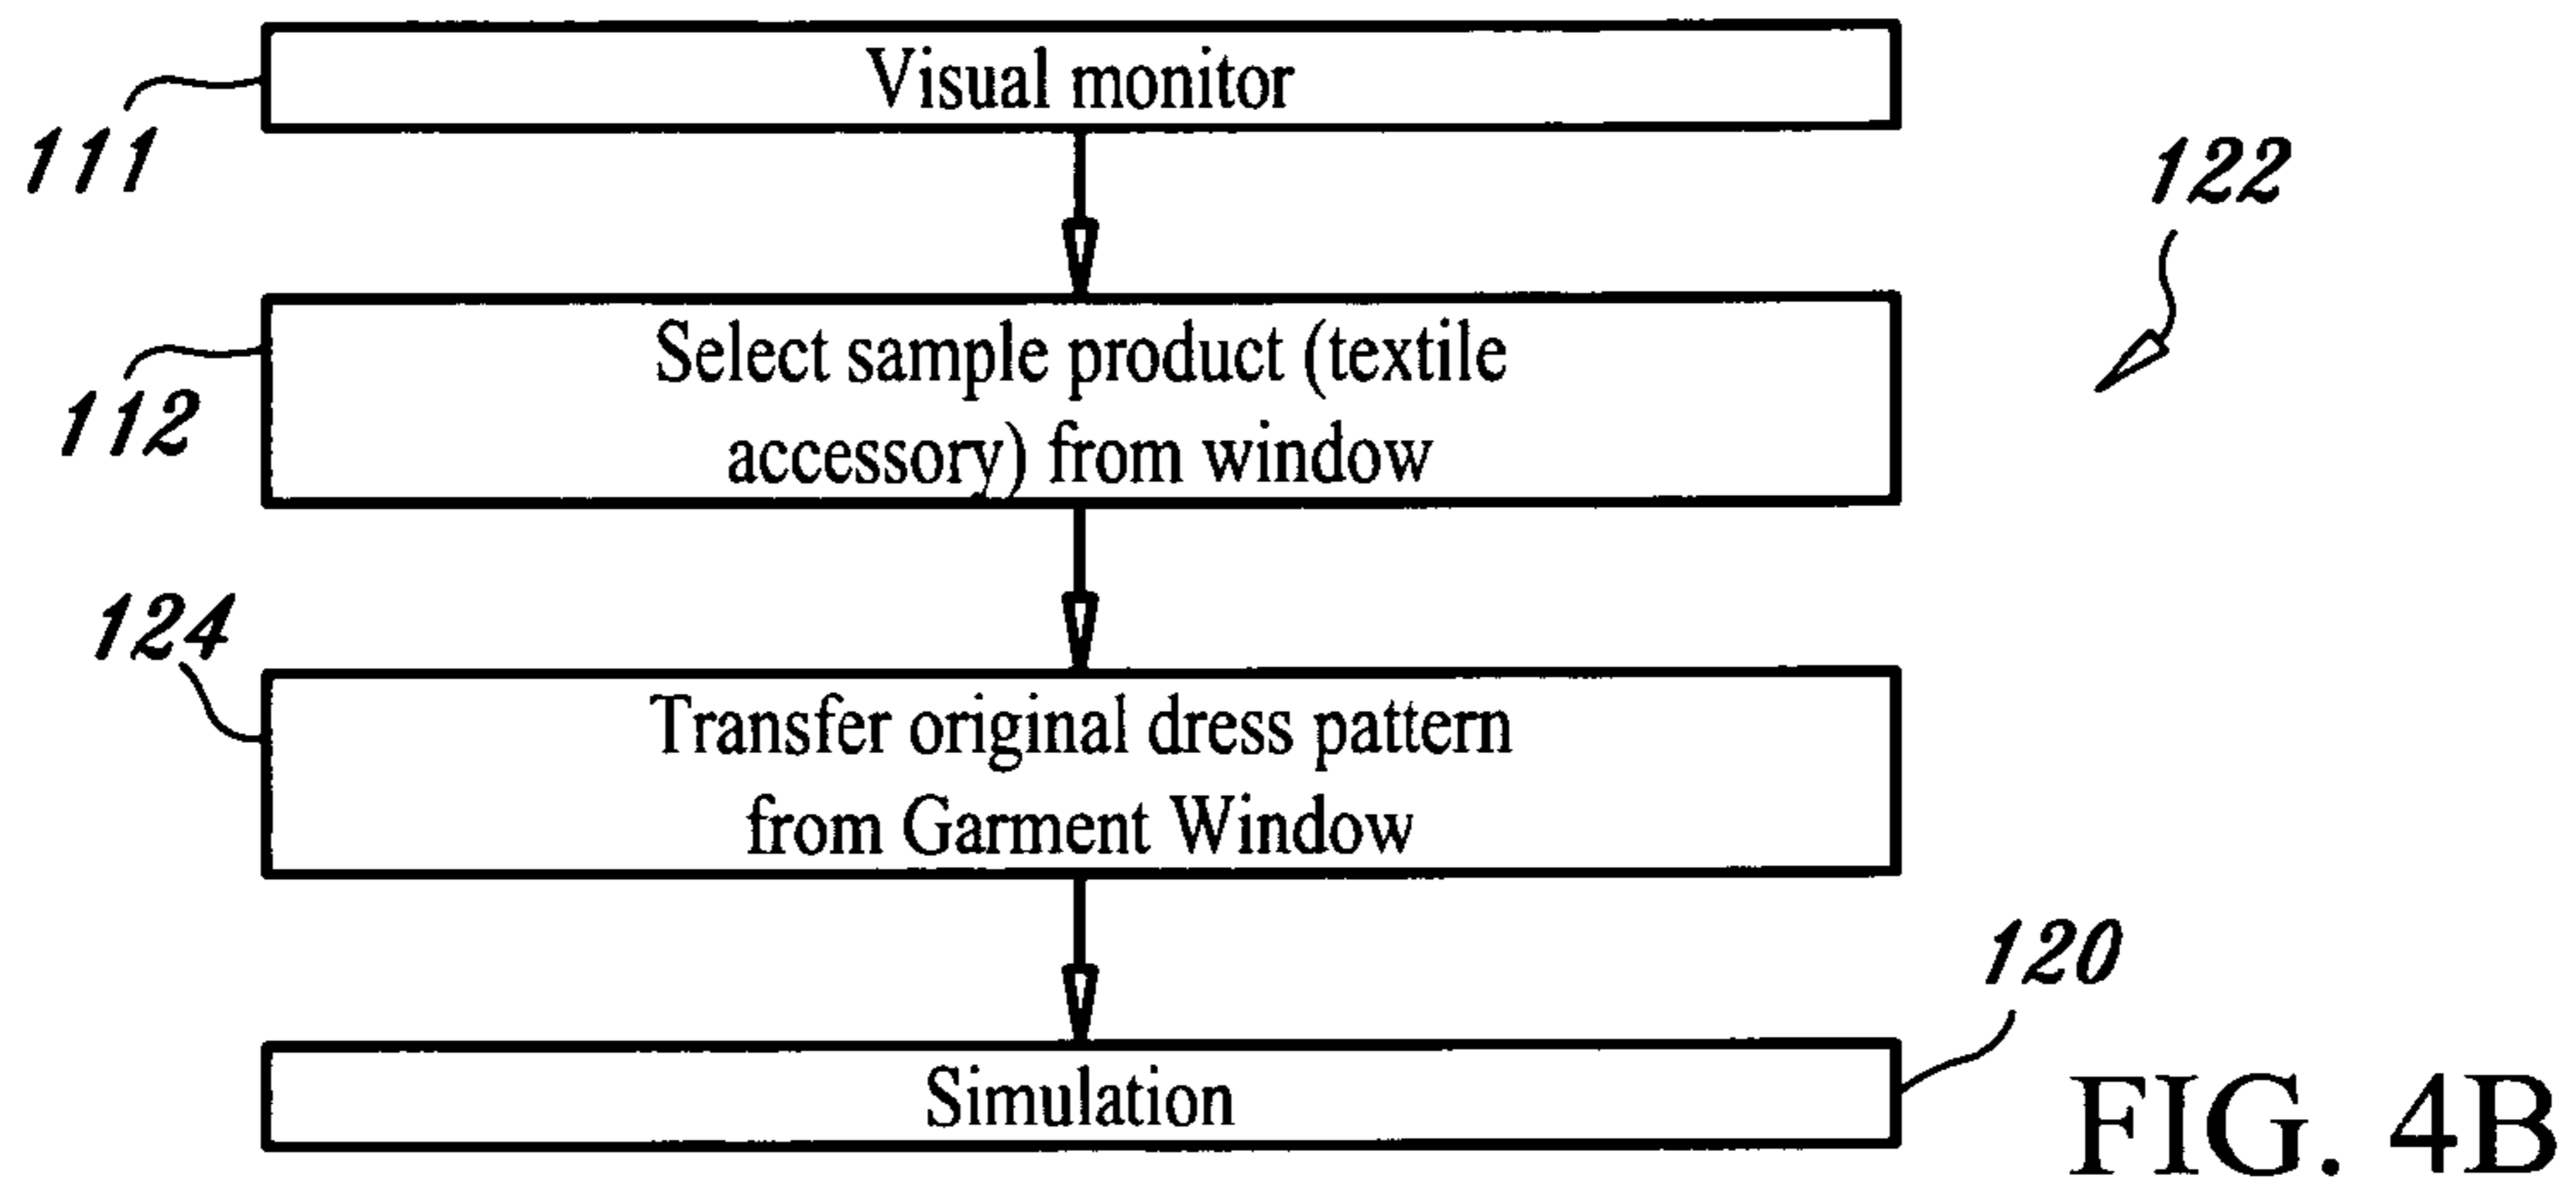 Visual monitor
111
122
Select sample product (textile
accessory) from window
112
124
Transfer original dress pattern
from Garment Window
120
Simulation
FIG. 4B